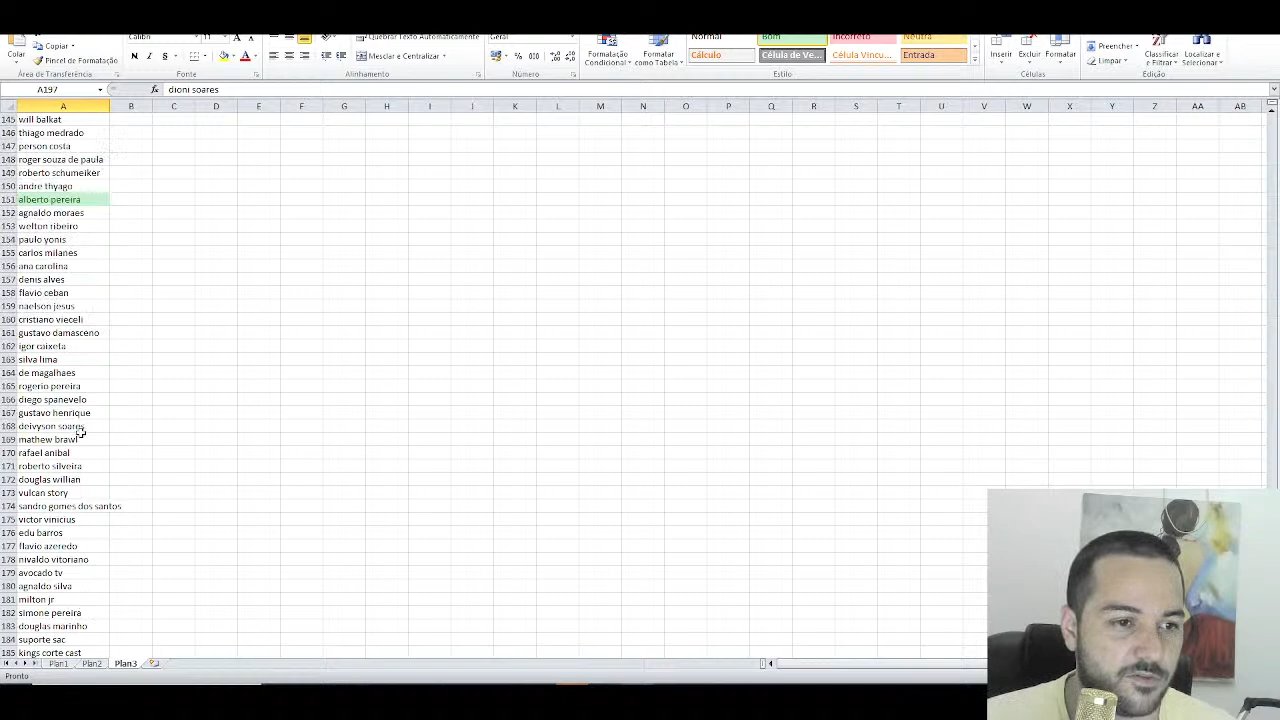 Colar
Copiar
Calibri
11
Quebrar Texto Automaticamente
Geral
Formatação Condicional
Formatar como Tabela
Normal
Bom
Incorreto
Neutra
Cálculo
Célula de Ve...
Célula Vincu...
Entrada
Inserir
Excluir
Formatar
Preencher
Limpar
Classificar e Filtrar
Localizar e Selecionar
Mesclar e Centralizar
Área de Transferência
Fonte
Alinhamento
Número
Estilo
Células
Edição
A197
fx
dioni soares
A B C D E F G H I J K L M N O P Q R S T U V W X Y Z AA AB
145 will balkat
146 thiago medrado
147 person costa
148 roger souza de paula
149 roberto schumeiker
150 andre thyago
151 alberto pereira
152 agnaldo moraes
153 welton ribeiro
154 paulo yonis
155 carlos milanes
156 ana carolina
157 denis alves
158 flavio ceban
159 naelson jesus
160 cristiano vieceli
161 gustavo damasceno
162 igor caixeta
163 silva lima
164 de magalhaes
165 rogerio pereira
166 diego spanevelo
167 gustavo henrique
168 deivyson soares
169 mathew brawl
170 rafael anibal
171 roberto silveira
172 douglas willian
173 vulcan story
174 sandro gomes dos santos
175 victor vinicius
176 edu barros
177 flavio azeredo
178 nivaldo vitoriano
179 avocado tv
180 agnaldo silva
181 milton jr
182 simone pereira
183 douglas marinho
184 suporte sac
185 kings corte cast
Plan1 Plan2 Plan3
Pronto